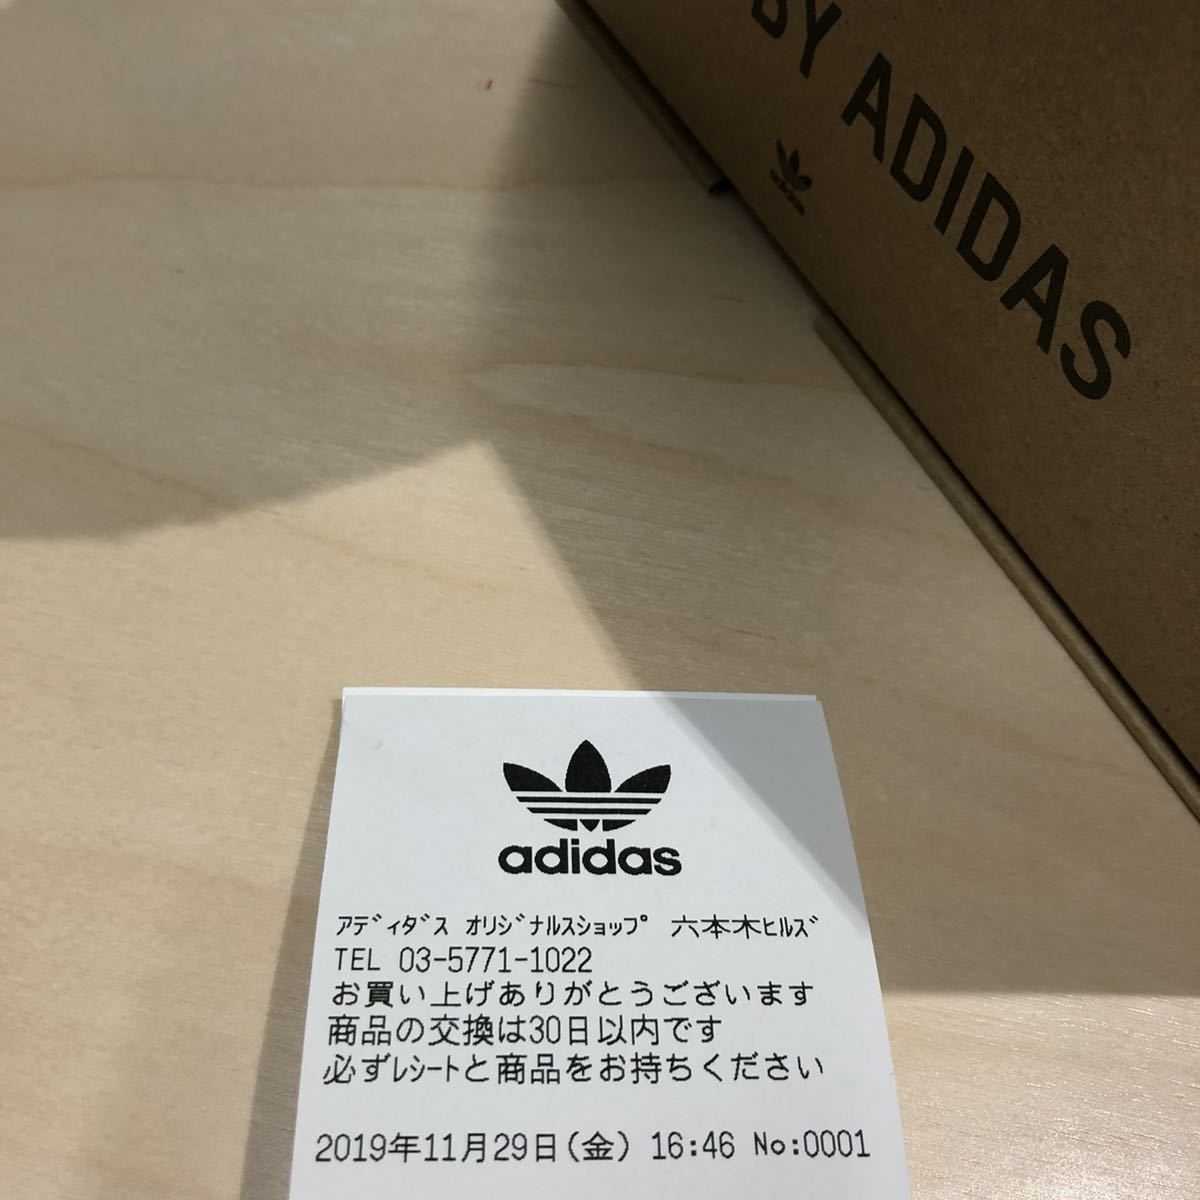 BY ADIDAS
adidas
ｱﾃﾞｨﾀﾞｽ ｵﾘｼﾞﾅﾙｽｼｮｯﾌﾟ 六本木ﾋﾙｽﾞ
TEL 03-5771-1022
お買い上げありがとうございます
商品の交換は30日以内です
必ずﾚｼｰﾄと商品をお持ちください
2019年11月29日(金) 16:46 No:0001